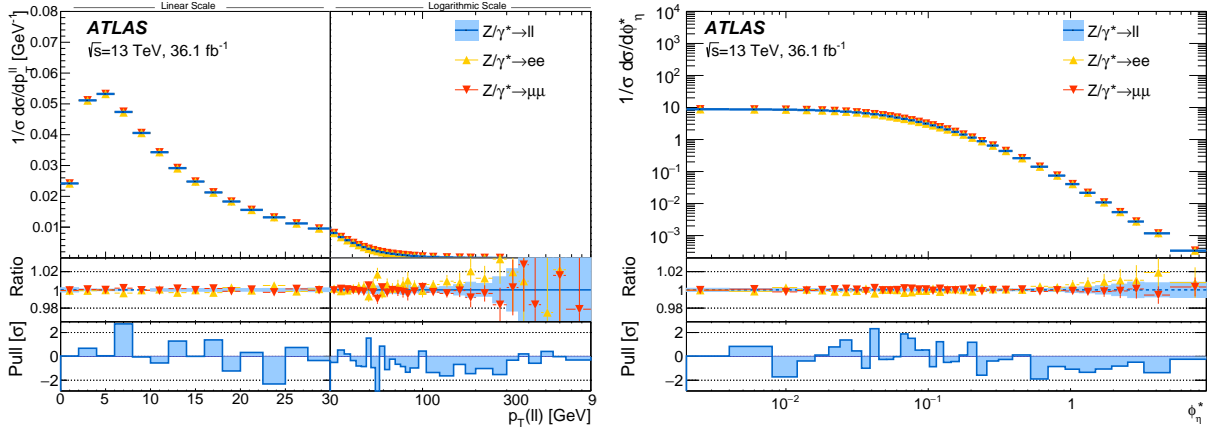 Linear Scale
Logarithmic Scale
0.08
0.07
0.06
0.05
0.04
0.03
0.02
0.01
1/σ dσ/dp_T^ll [GeV⁻¹]
ATLAS
√s=13 TeV, 36.1 fb⁻¹
Z/γ*→ll
Z/γ*→ee
Z/γ*→μμ
Ratio
1.02
1
0.98
Pull [σ]
2
0
−2
0 5 10 15 20 25 30 100 300 9
p_T(ll) [GeV]
1/σ dσ/dϕ*_η
10⁴
10³
10²
10
1
10⁻¹
10⁻²
10⁻³
ATLAS
√s=13 TeV, 36.1 fb⁻¹
Z/γ*→ll
Z/γ*→ee
Z/γ*→μμ
Ratio
1.02
1
0.98
Pull [σ]
2
0
−2
10⁻² 10⁻¹ 1
ϕ*_η